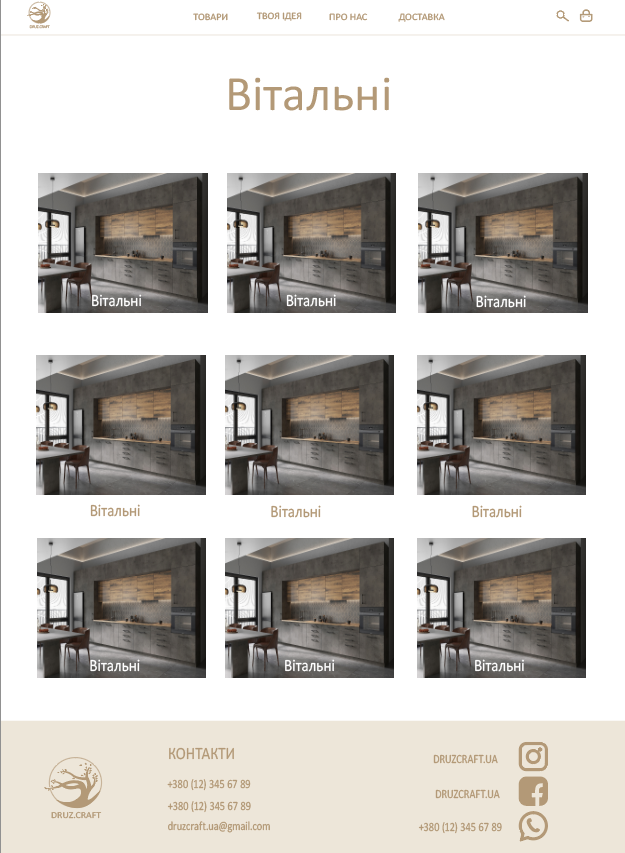 DRUZ.CRAFT
ТОВАРИ
ТВОЯ ІДЕЯ
ПРО НАС
ДОСТАВКА
Вітальні
Вітальні
Вітальні
Вітальні
Вітальні
Вітальні
Вітальні
Вітальні
Вітальні
Вітальні
DRUZ.CRAFT
КОНТАКТИ
+380 (12) 345 67 89
+380 (12) 345 67 89
druzcraft.ua@gmail.com
DRUZCRAFT.UA
DRUZCRAFT.UA
+380 (12) 345 67 89